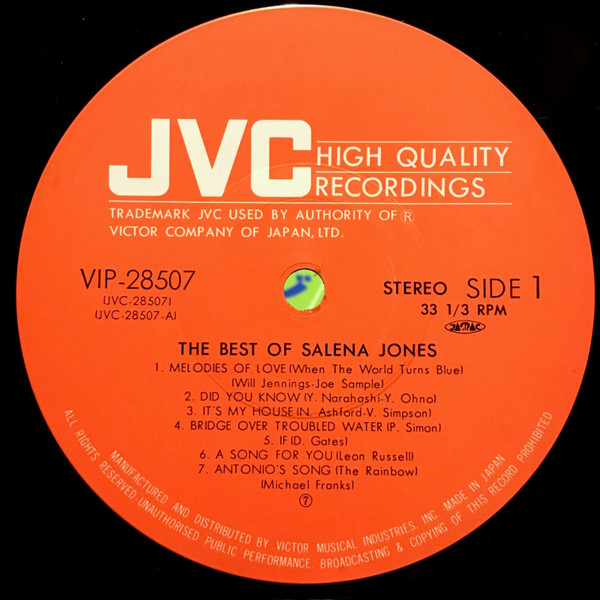 JVC
HIGH QUALITY
RECORDINGS
TRADEMARK JVC USED BY AUTHORITY OF Ⓡ
VICTOR COMPANY OF JAPAN, LTD.
VIP-28507
(JVC-28507)
(JVC-28507-A)
STEREO SIDE 1
33 1/3 RPM
JASRAC
THE BEST OF SALENA JONES
1. MELODIES OF LOVE (When The World Turns Blue)
(Will Jennings-Joe Sample)
2. DID YOU KNOW (Y. Narahashi-Y. Ohno)
3. IT'S MY HOUSE (N. Ashford-V. Simpson)
4. BRIDGE OVER TROUBLED WATER (P. Simon)
5. IF (D. Gates)
6. A SONG FOR YOU (Leon Russell)
7. ANTONIO'S SONG (The Rainbow)
(Michael Franks)
⑦
MANUFACTURED AND DISTRIBUTED BY VICTOR MUSICAL INDUSTRIES, INC. MADE IN JAPAN
ALL RIGHTS RESERVED. UNAUTHORISED PUBLIC PERFORMANCE, BROADCASTING & COPYING OF THIS RECORD PROHIBITED